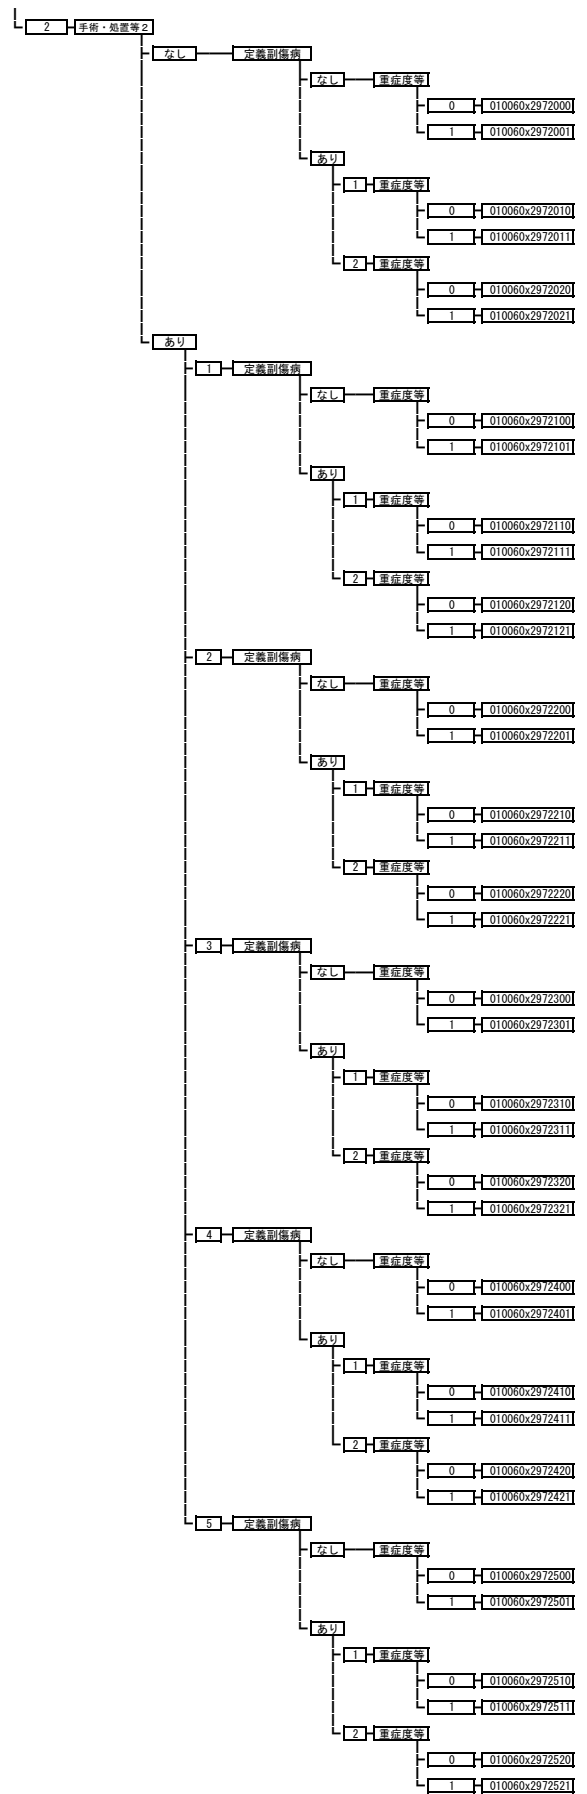 2 手術・処置等２
なし 定義副傷病
なし 重症度等
0 010060x2972000
1 010060x2972001
あり
1 重症度等
0 010060x2972010
1 010060x2972011
2 重症度等
0 010060x2972020
1 010060x2972021
あり
1 定義副傷病
なし 重症度等
0 010060x2972100
1 010060x2972101
あり
1 重症度等
0 010060x2972110
1 010060x2972111
2 重症度等
0 010060x2972120
1 010060x2972121
2 定義副傷病
なし 重症度等
0 010060x2972200
1 010060x2972201
あり
1 重症度等
0 010060x2972210
1 010060x2972211
2 重症度等
0 010060x2972220
1 010060x2972221
3 定義副傷病
なし 重症度等
0 010060x2972300
1 010060x2972301
あり
1 重症度等
0 010060x2972310
1 010060x2972311
2 重症度等
0 010060x2972320
1 010060x2972321
4 定義副傷病
なし 重症度等
0 010060x2972400
1 010060x2972401
あり
1 重症度等
0 010060x2972410
1 010060x2972411
2 重症度等
0 010060x2972420
1 010060x2972421
5 定義副傷病
なし 重症度等
0 010060x2972500
1 010060x2972501
あり
1 重症度等
0 010060x2972510
1 010060x2972511
2 重症度等
0 010060x2972520
1 010060x2972521